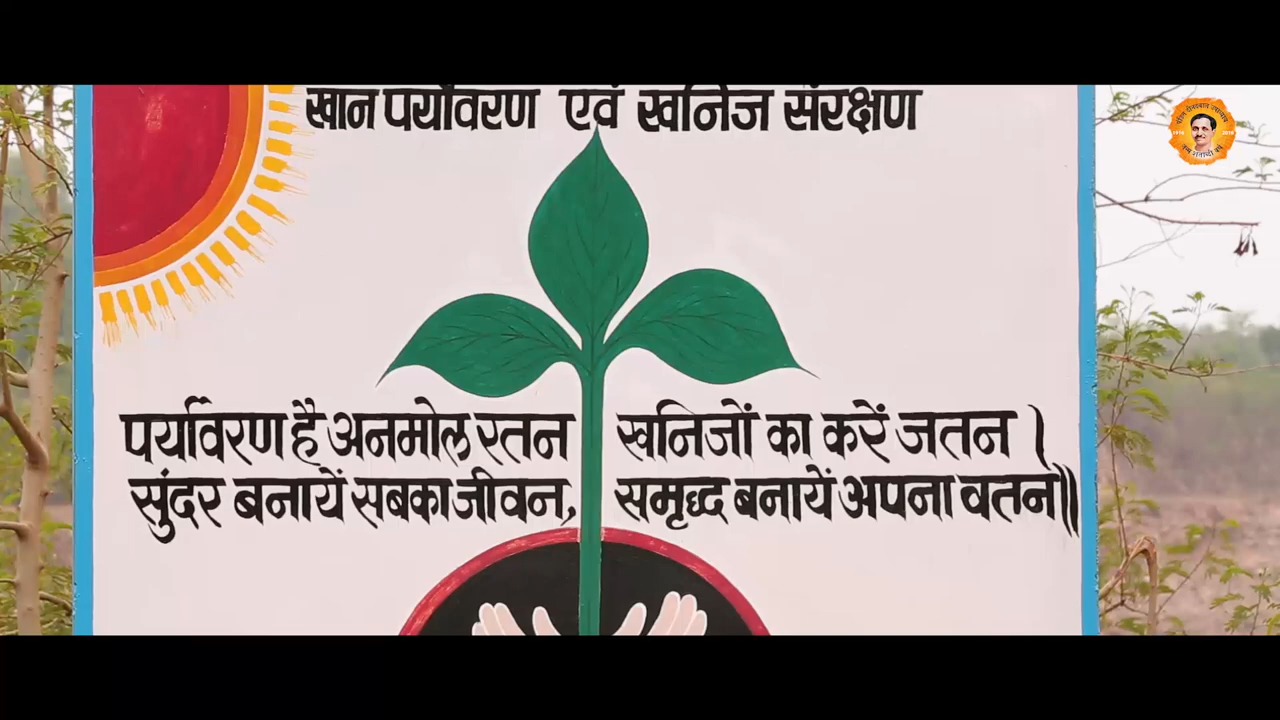 खान पर्यावरण एवं खनिज संरक्षण
पर्यावरण है अनमोल रतन खनिजों का करें जतन।
सुंदर बनायें सबका जीवन, समृद्ध बनायें अपना वतन॥